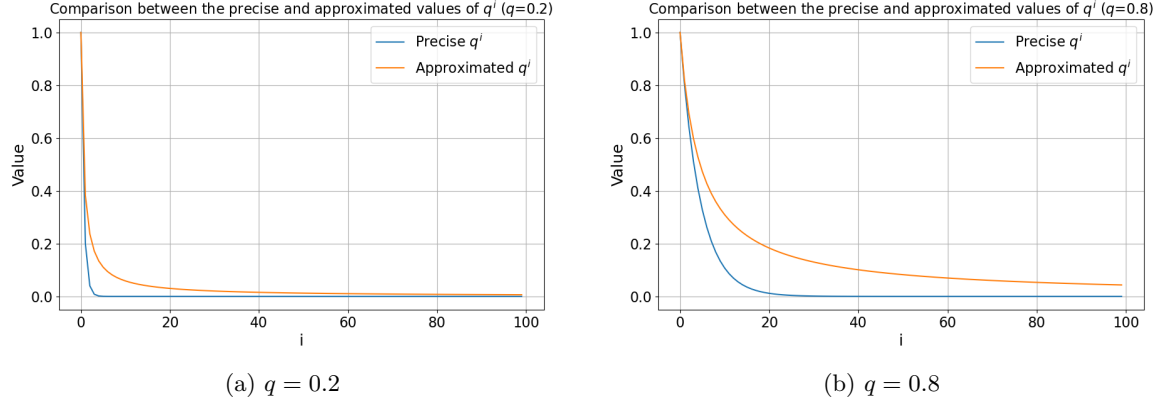 Comparison between the precise and approximated values of q^i (q=0.2)
Precise q^i
Approximated q^i
1.0
0.8
0.6
0.4
0.2
0.0
Value
0 20 40 60 80 100
i
(a) q = 0.2
Comparison between the precise and approximated values of q^i (q=0.8)
Precise q^i
Approximated q^i
1.0
0.8
0.6
0.4
0.2
0.0
Value
0 20 40 60 80 100
i
(b) q = 0.8